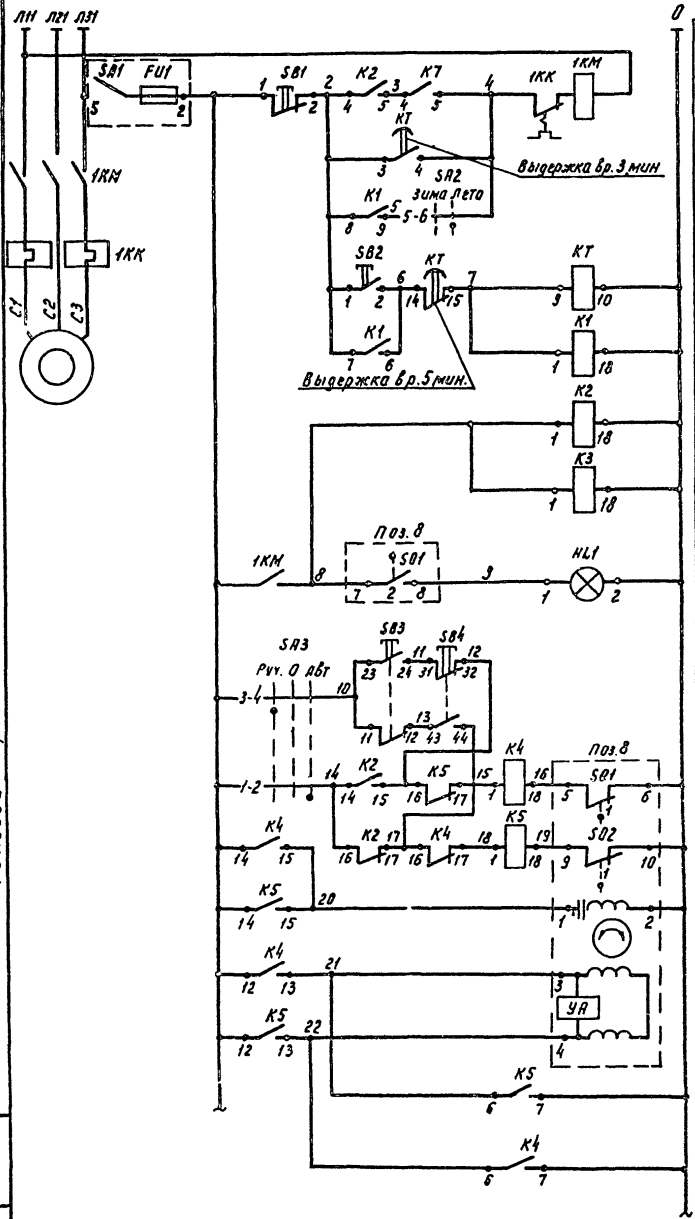 Л11 Л21 Л31 0
SA1 FU1 SB1 K2 K7 1KK 1KM
1 2 3 4
5 2 2 4 5 4 5
KT
3 4
Выдержка вр. 3 мин
SA2
Зима Лето
1KM
K1 5
8 9 5-6
1KK
SB2 KT KT
6 7
1 2 14 15 9 10
C1 C2 C3
K1 K1
7 6 1 18
Выдержка вр. 5 мин.
K2
1 18
K3
1 18
Поз. 8
1KM SQ1 HL1
8 9
7 2 8 1 2
SB3 SB4
SA3
Руч. О Авт
11 12
23 24 31 32
3-4 10
13
11 12 43 44
Поз. 8
K2 K5 K4 SQ1
14 15 16
1-2 14 15 16 17 1 18 5 1 6
K4 K2 K4 K5 SQ2
17 18 19
14 15 16 17 16 17 1 18 9 1 10
K5 20
14 15 1 2
K4 21
12 13 3
УА
K5 22
12 13 4
K5
6 7
K4
6 7